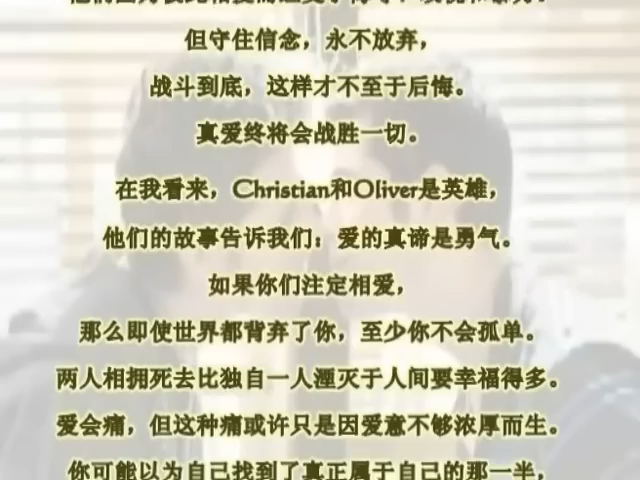 但守住信念，永不放弃，
战斗到底，这样才不至于后悔。
真爱终将会战胜一切。
在我看来，Christian和Oliver是英雄，
他们的故事告诉我们：爱的真谛是勇气。
如果你们注定相爱，
那么即使世界都背弃了你，至少你不会孤单。
两人相拥死去比独自一人湮灭于人间要幸福得多。
爱会痛，但这种痛或许只是因爱意不够浓厚而生。
你可能以为自己找到了真正属于自己的那一半，